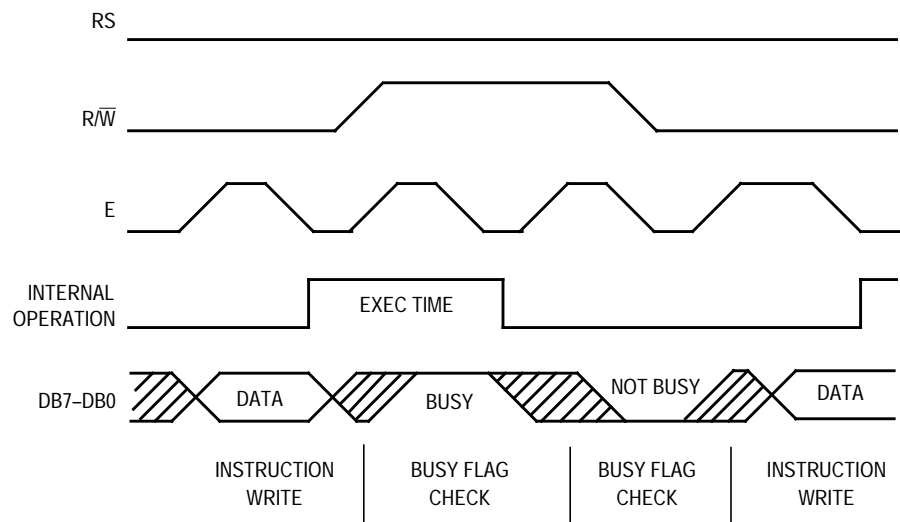 RS
R/W̅
E
INTERNAL
OPERATION
EXEC TIME
DB7–DB0
DATA
BUSY
NOT BUSY
DATA
INSTRUCTION
WRITE
BUSY FLAG
CHECK
BUSY FLAG
CHECK
INSTRUCTION
WRITE